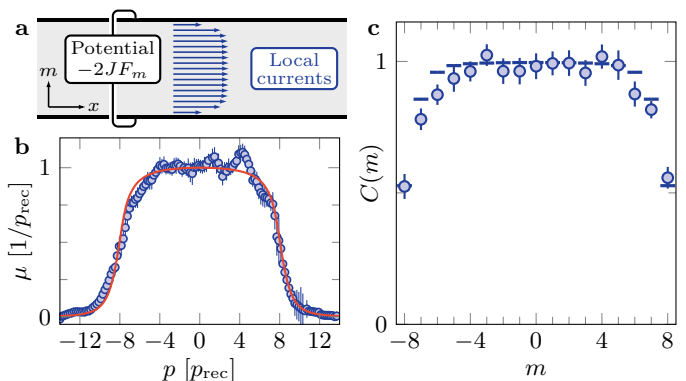 a
Potential
−2JF_m
Local
currents
m
x
b
μ [1/p_rec]
1
0
−12 −8 −4 0 4 8 12
p [p_rec]
c
C(m)
1
0
−8 −4 0 4 8
m